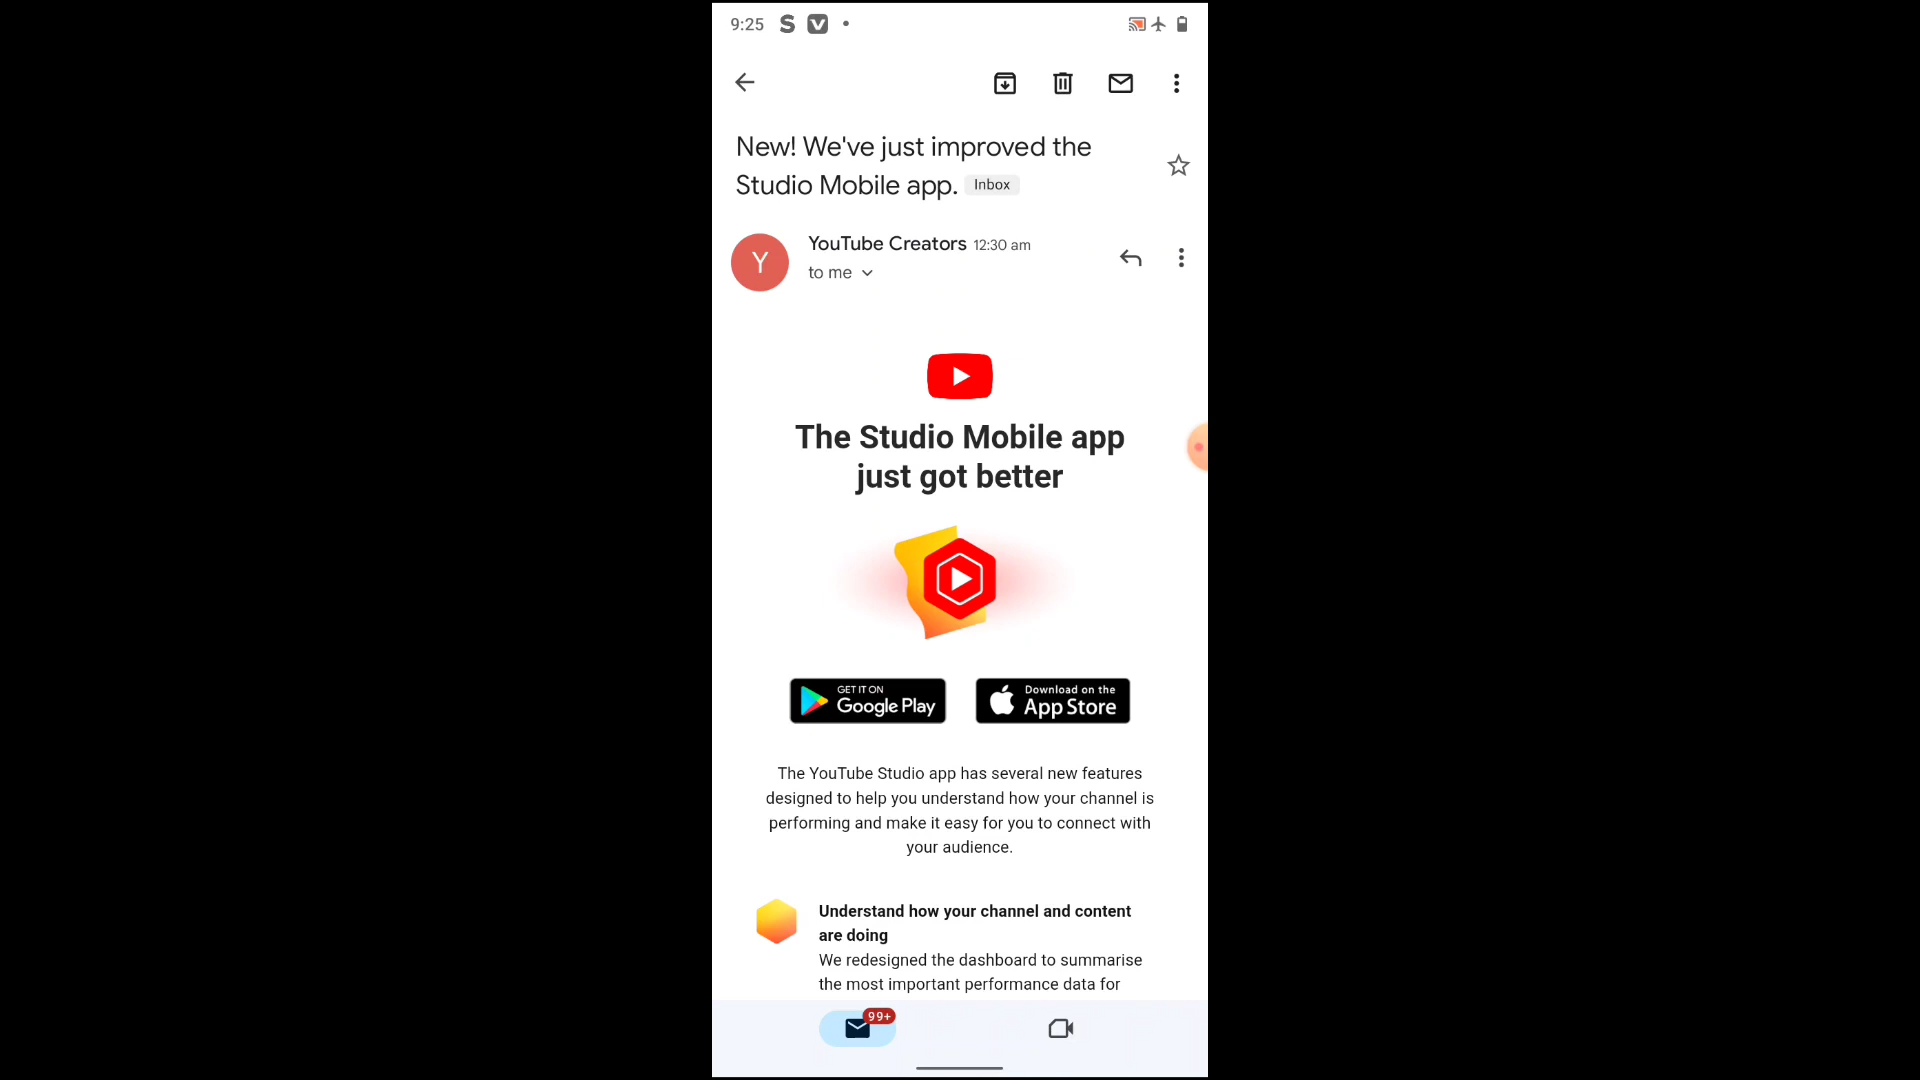 9:25
New! We've just improved the
Studio Mobile app. Inbox
Y
YouTube Creators 12:30 am
to me
The Studio Mobile app
just got better
GET IT ON
Google Play
Download on the
App Store
The YouTube Studio app has several new features
designed to help you understand how your channel is
performing and make it easy for you to connect with
your audience.
Understand how your channel and content
are doing
We redesigned the dashboard to summarise
the most important performance data for
99+